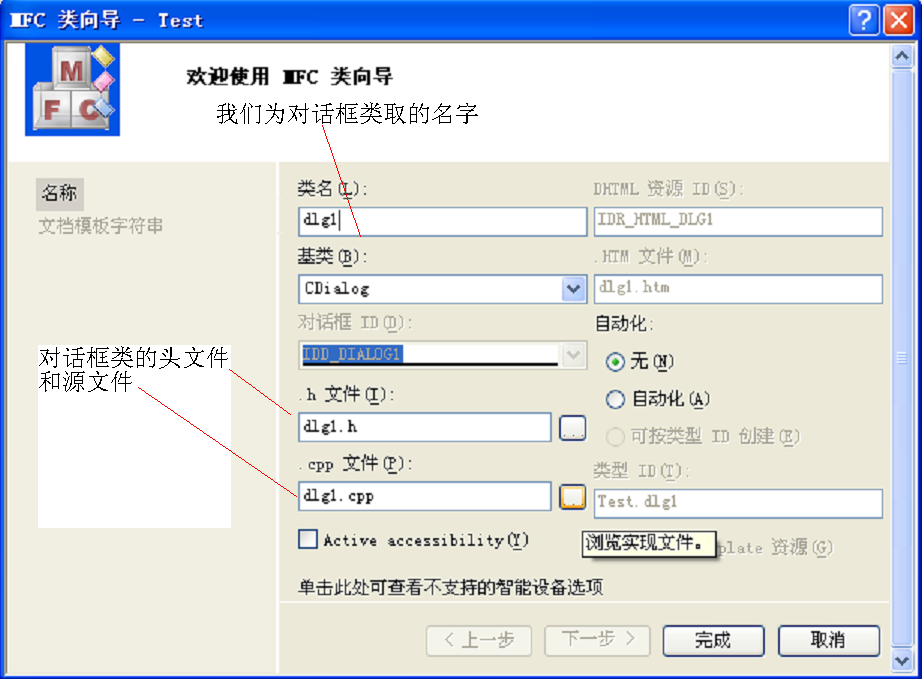 MFC 类向导 - Test
M
F C
欢迎使用 MFC 类向导
我们为对话框类取的名字
名称
文档模板字符串
类名(L):
DHTML 资源 ID(S):
dlg1
IDR_HTML_DLG1
基类(B):
.HTM 文件(M):
CDialog
dlg1.htm
对话框 ID(D):
自动化:
IDD_DIALOG1
无(N)
对话框类的头文件
和源文件
.h 文件(I):
自动化(A)
dlg1.h
...
可按类型 ID 创建(E)
.cpp 文件(P):
类型 ID(T):
dlg1.cpp
...
Test.dlg1
Active accessibility(Y)
浏览实现文件。
plate 资源(G)
单击此处可查看不支持的智能设备选项
< 上一步
下一步 >
完成
取消